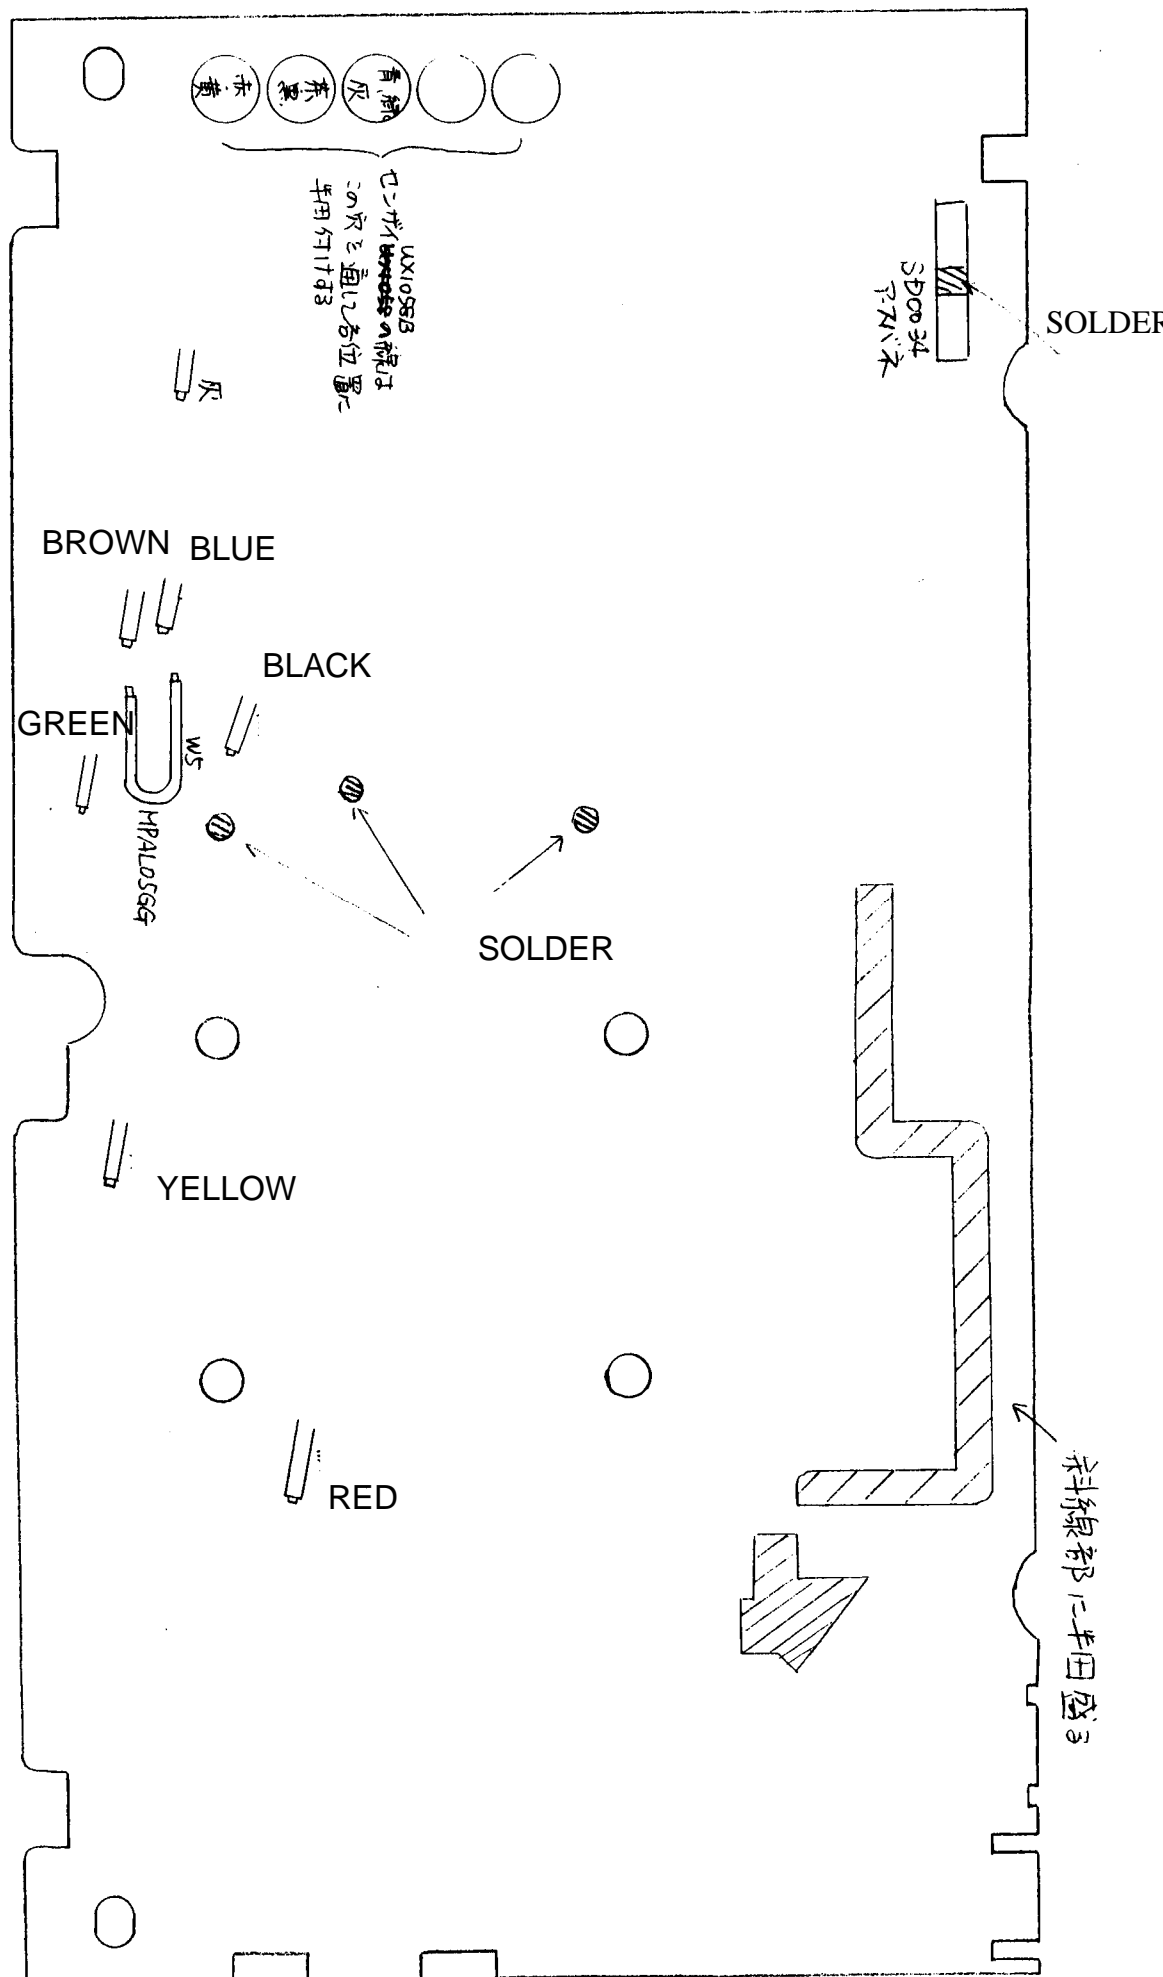 赤.
黄
茶
黒.
青.緑.
灰
UX1058B
センガイ の線は
この穴を通して各位置に
半田付けする
SD0034
アースバネ
SOLDER
灰
BROWN
BLUE
BLACK
GREEN
W5
MPAL05GG
SOLDER
YELLOW
RED
斜線部に半田盛る